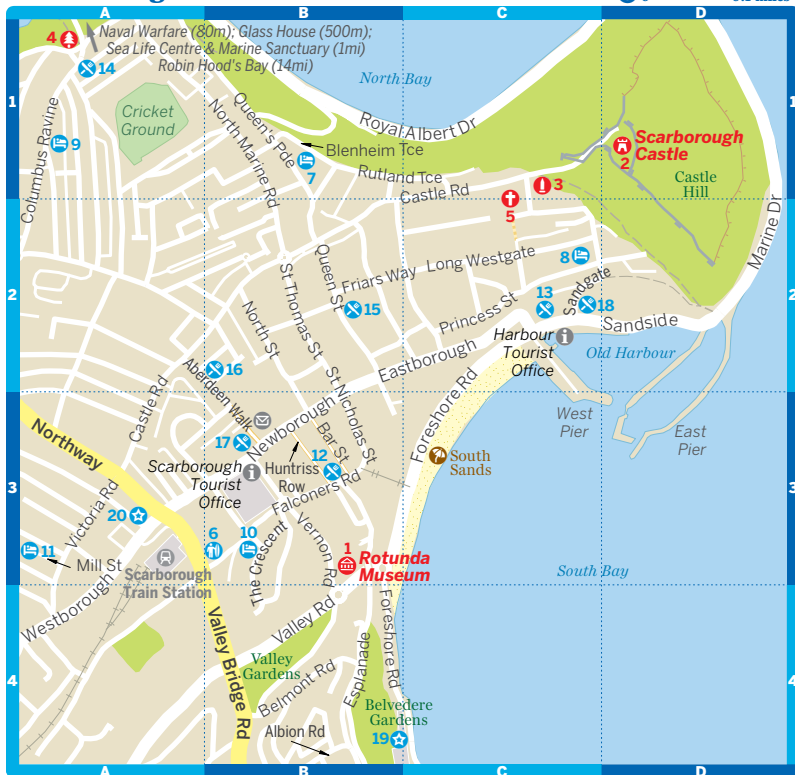 A
B
C
D
Naval Warfare (80m); Glass House (500m);
Sea Life Centre & Marine Sanctuary (1mi)
Robin Hood's Bay (14mi)
4
14
North Bay
1
1
Cricket
Ground
Royal Albert Dr
Queen's Pde
Blenheim Tce
Scarborough
Castle
2
9
7
Columbus Ravine
North Marine Rd
Rutland Tce
Castle Rd
3
Castle
Hill
5
Marine Dr
Long Westgate
8
Friars Way
Queen St
St Thomas St
2
2
15
13
Sandgate
18
Princess St
North St
Sandside
Harbour
Tourist
Office
Old Harbour
Eastborough
16
Aberdeen Walk
Castle Rd
St Nicholas St
Foreshore Rd
West
Pier
East
Pier
Northway
Newborough
17
Bar St
12
Huntriss
Row
South
Sands
Scarborough
Tourist
Office
3
3
Falconers Rd
Victoria Rd
20
Vernon Rd
11
Mill St
6
10
The Crescent
1
Rotunda
Museum
South Bay
Scarborough
Train Station
Westborough
Valley Bridge Rd
Valley Rd
Foreshore Rd
Valley
Gardens
Esplanade
4
4
Belmont Rd
Belvedere
Gardens
Albion Rd
19
A
B
C
D